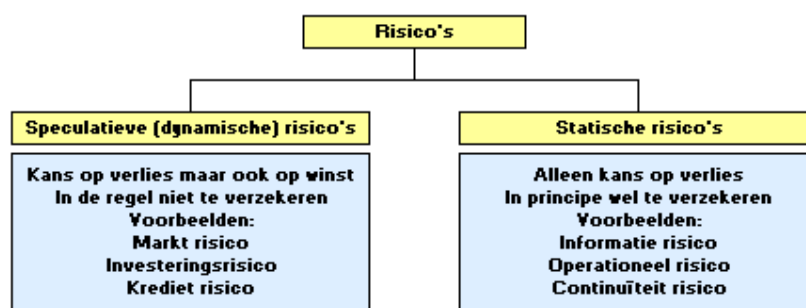 Risico's
Speculatieve (dynamische) risico's
Kans op verlies maar ook op winst
In de regel niet te verzekeren
Voorbeelden:
Markt risico
Investeringsrisico
Krediet risico
Statische risico's
Alleen kans op verlies
In principe wel te verzekeren
Voorbeelden:
Informatie risico
Operationeel risico
Continuïteit risico